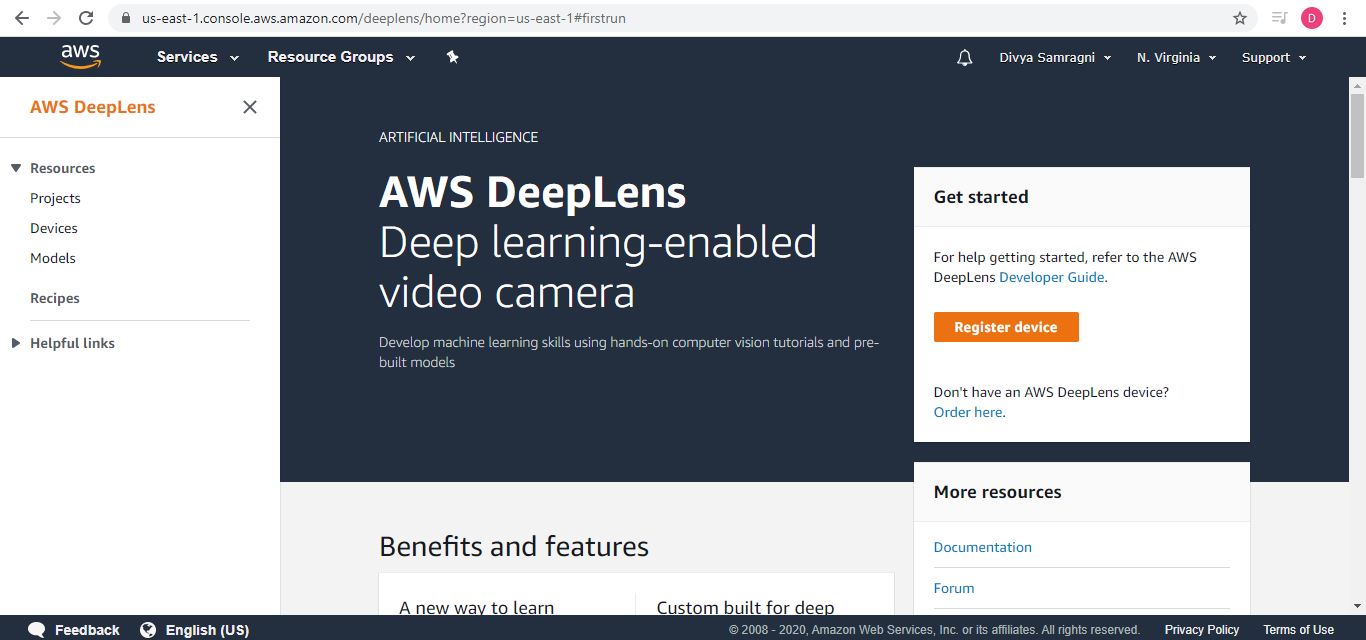 us-east-1.console.aws.amazon.com/deeplens/home?region=us-east-1#firstrun
D
aws
Services
Resource Groups
Divya Samragni
N. Virginia
Support
AWS DeepLens
Resources
Projects
Devices
Models
Recipes
Helpful links
ARTIFICIAL INTELLIGENCE
AWS DeepLens
Deep learning-enabled
video camera
Develop machine learning skills using hands-on computer vision tutorials and pre-
built models
Get started
For help getting started, refer to the AWS
DeepLens Developer Guide.
Register device
Don't have an AWS DeepLens device?
Order here.
More resources
Documentation
Forum
Benefits and features
A new way to learn
Custom built for deep
Feedback
English (US)
© 2008 - 2020, Amazon Web Services, Inc. or its affiliates. All rights reserved.
Privacy Policy
Terms of Use